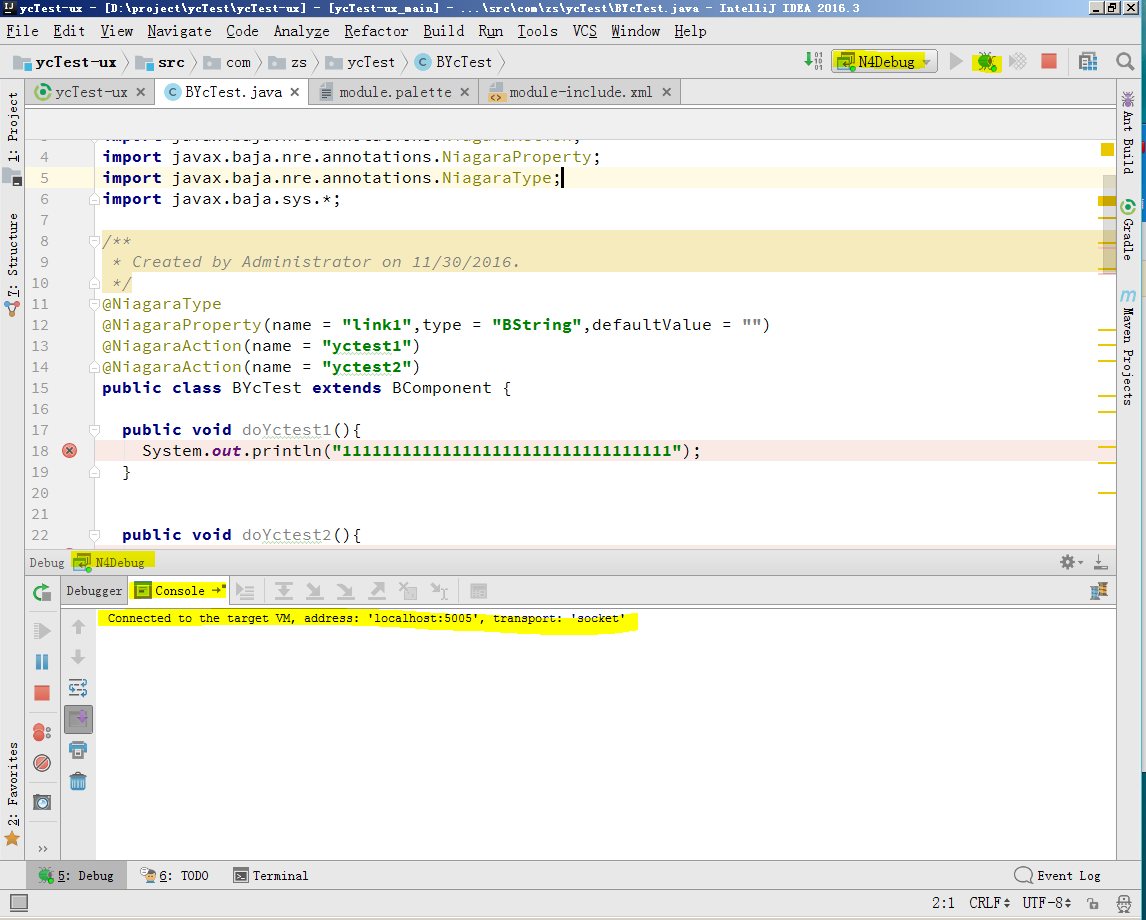 ycTest-ux - [D:\project\ycTest\ycTest-ux] - [ycTest-ux_main] - ...\src\com\zs\ycTest\BYcTest.java - IntelliJ IDEA 2016.3
File Edit View Navigate Code Analyze Refactor Build Run Tools VCS Window Help
ycTest-ux src com zs ycTest BYcTest N4Debug
ycTest-ux BYcTest.java module.palette module-include.xml
1: Project
7: Structure
2: Favorites
Ant Build
Gradle
Maven Projects
4 import javax.baja.nre.annotations.NiagaraProperty;
5 import javax.baja.nre.annotations.NiagaraType;
6 import javax.baja.sys.*;
7
8 /**
9 * Created by Administrator on 11/30/2016.
10 */
11 @NiagaraType
12 @NiagaraProperty(name = "link1",type = "BString",defaultValue = "")
13 @NiagaraAction(name = "yctest1")
14 @NiagaraAction(name = "yctest2")
15 public class BYcTest extends BComponent {
16
17 public void doYctest1(){
18 System.out.println("111111111111111111111111111111111");
19 }
20
21
22 public void doYctest2(){
Debug N4Debug
Debugger Console
Connected to the target VM, address: 'localhost:5005', transport: 'socket'
5: Debug 6: TODO Terminal Event Log
2:1 CRLF UTF-8